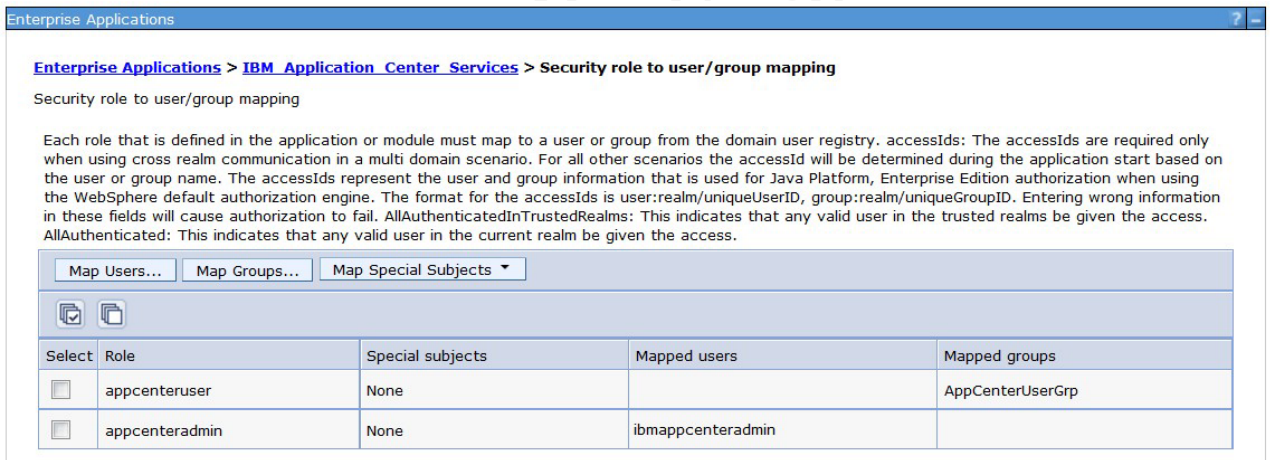 Enterprise Applications ? –
Enterprise Applications > IBM_Application_Center_Services > Security role to user/group mapping
Security role to user/group mapping
Each role that is defined in the application or module must map to a user or group from the domain user registry. accessIds: The accessIds are required only
when using cross realm communication in a multi domain scenario. For all other scenarios the accessId will be determined during the application start based on
the user or group name. The accessIds represent the user and group information that is used for Java Platform, Enterprise Edition authorization when using
the WebSphere default authorization engine. The format for the accessIds is user:realm/uniqueUserID, group:realm/uniqueGroupID. Entering wrong information
in these fields will cause authorization to fail. AllAuthenticatedInTrustedRealms: This indicates that any valid user in the trusted realms be given the access.
AllAuthenticated: This indicates that any valid user in the current realm be given the access.
Map Users... Map Groups... Map Special Subjects
Select Role Special subjects Mapped users Mapped groups
appcenteruser None AppCenterUserGrp
appcenteradmin None ibmappcenteradmin